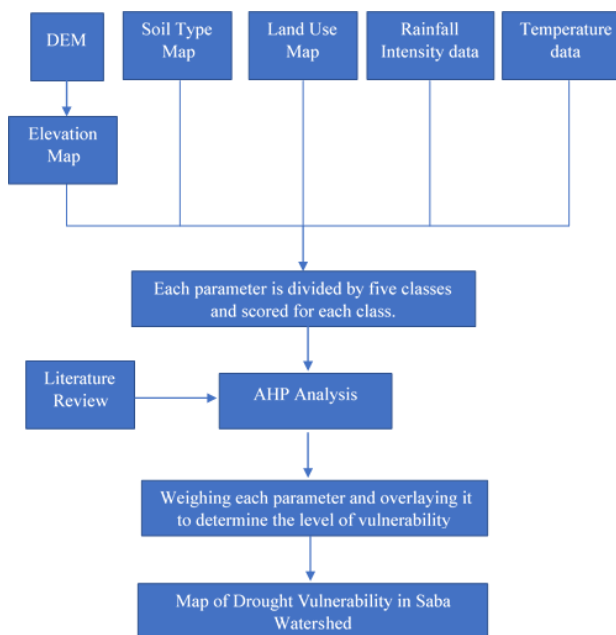 DEM
Soil Type
Map
Land Use
Map
Rainfall
Intensity data
Temperature
data
Elevation
Map
Each parameter is divided by five classes
and scored for each class.
Literature
Review
AHP Analysis
Weighing each parameter and overlaying it
to determine the level of vulnerability
Map of Drought Vulnerability in Saba
Watershed